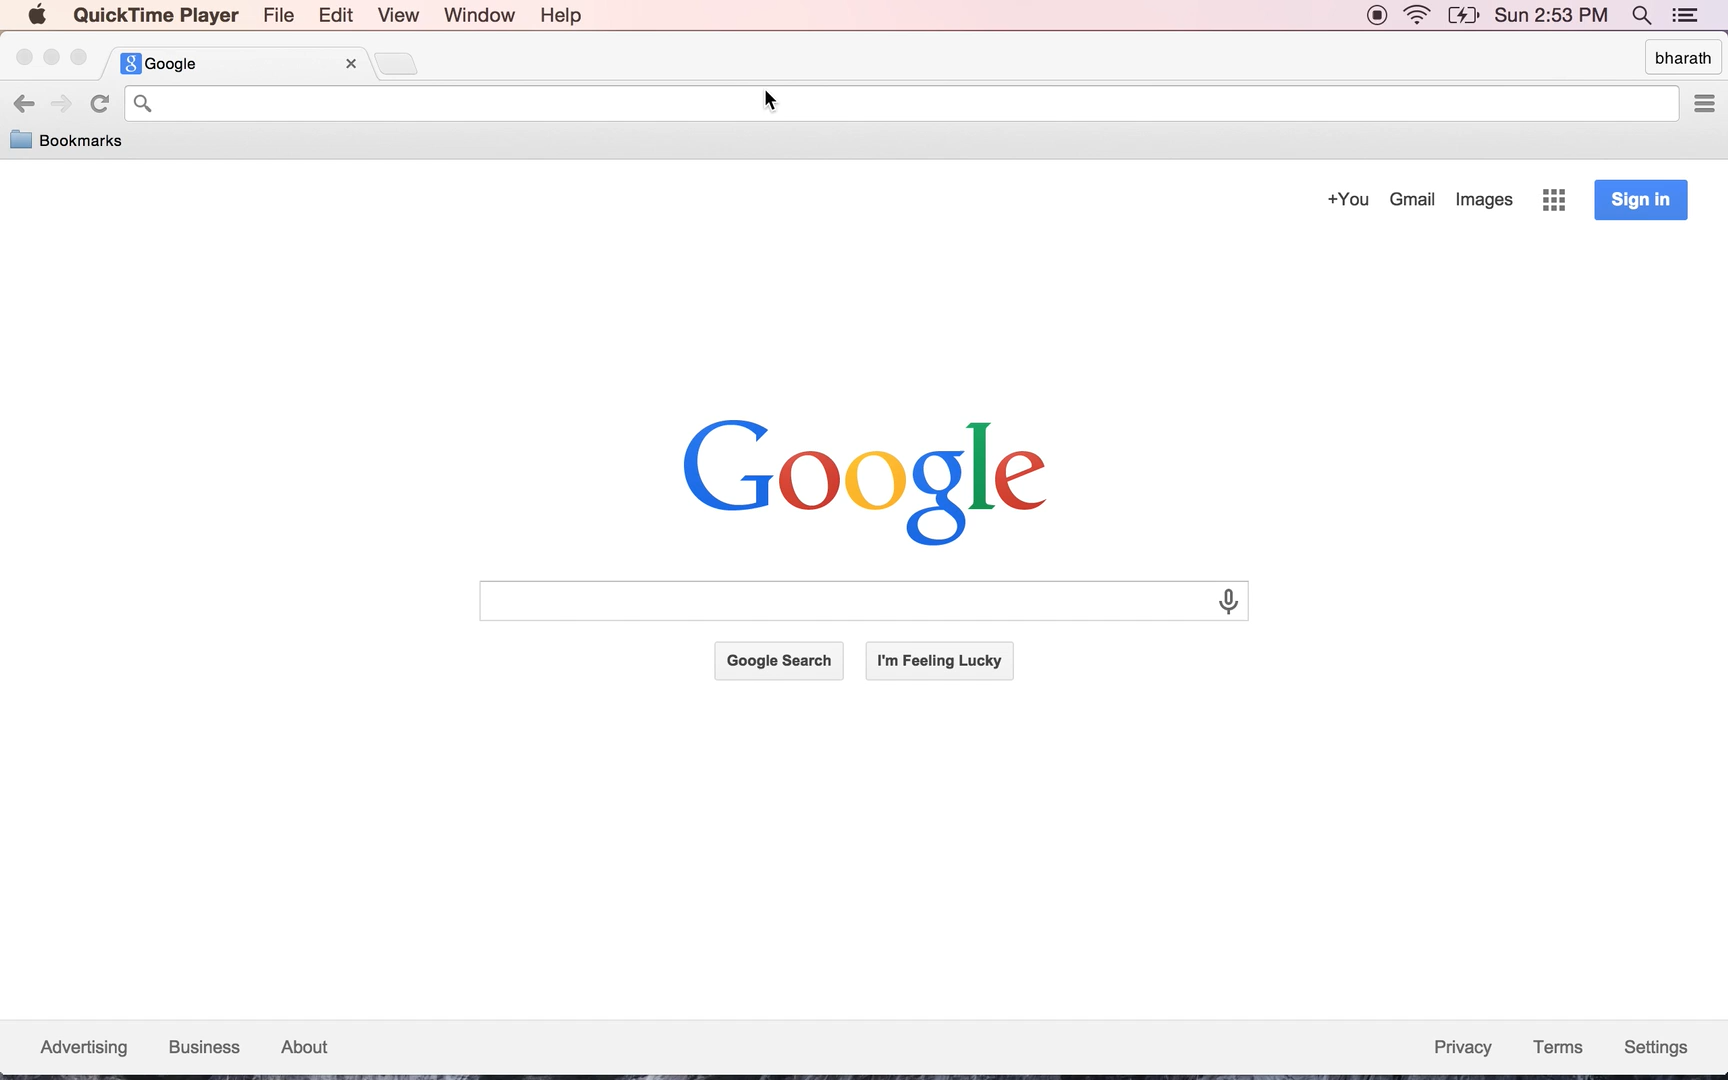 QuickTime Player File Edit View Window Help Sun 2:53 PM
Google bharath
Bookmarks
+You Gmail Images Sign in
Google
Google Search I'm Feeling Lucky
Advertising Business About Privacy Terms Settings